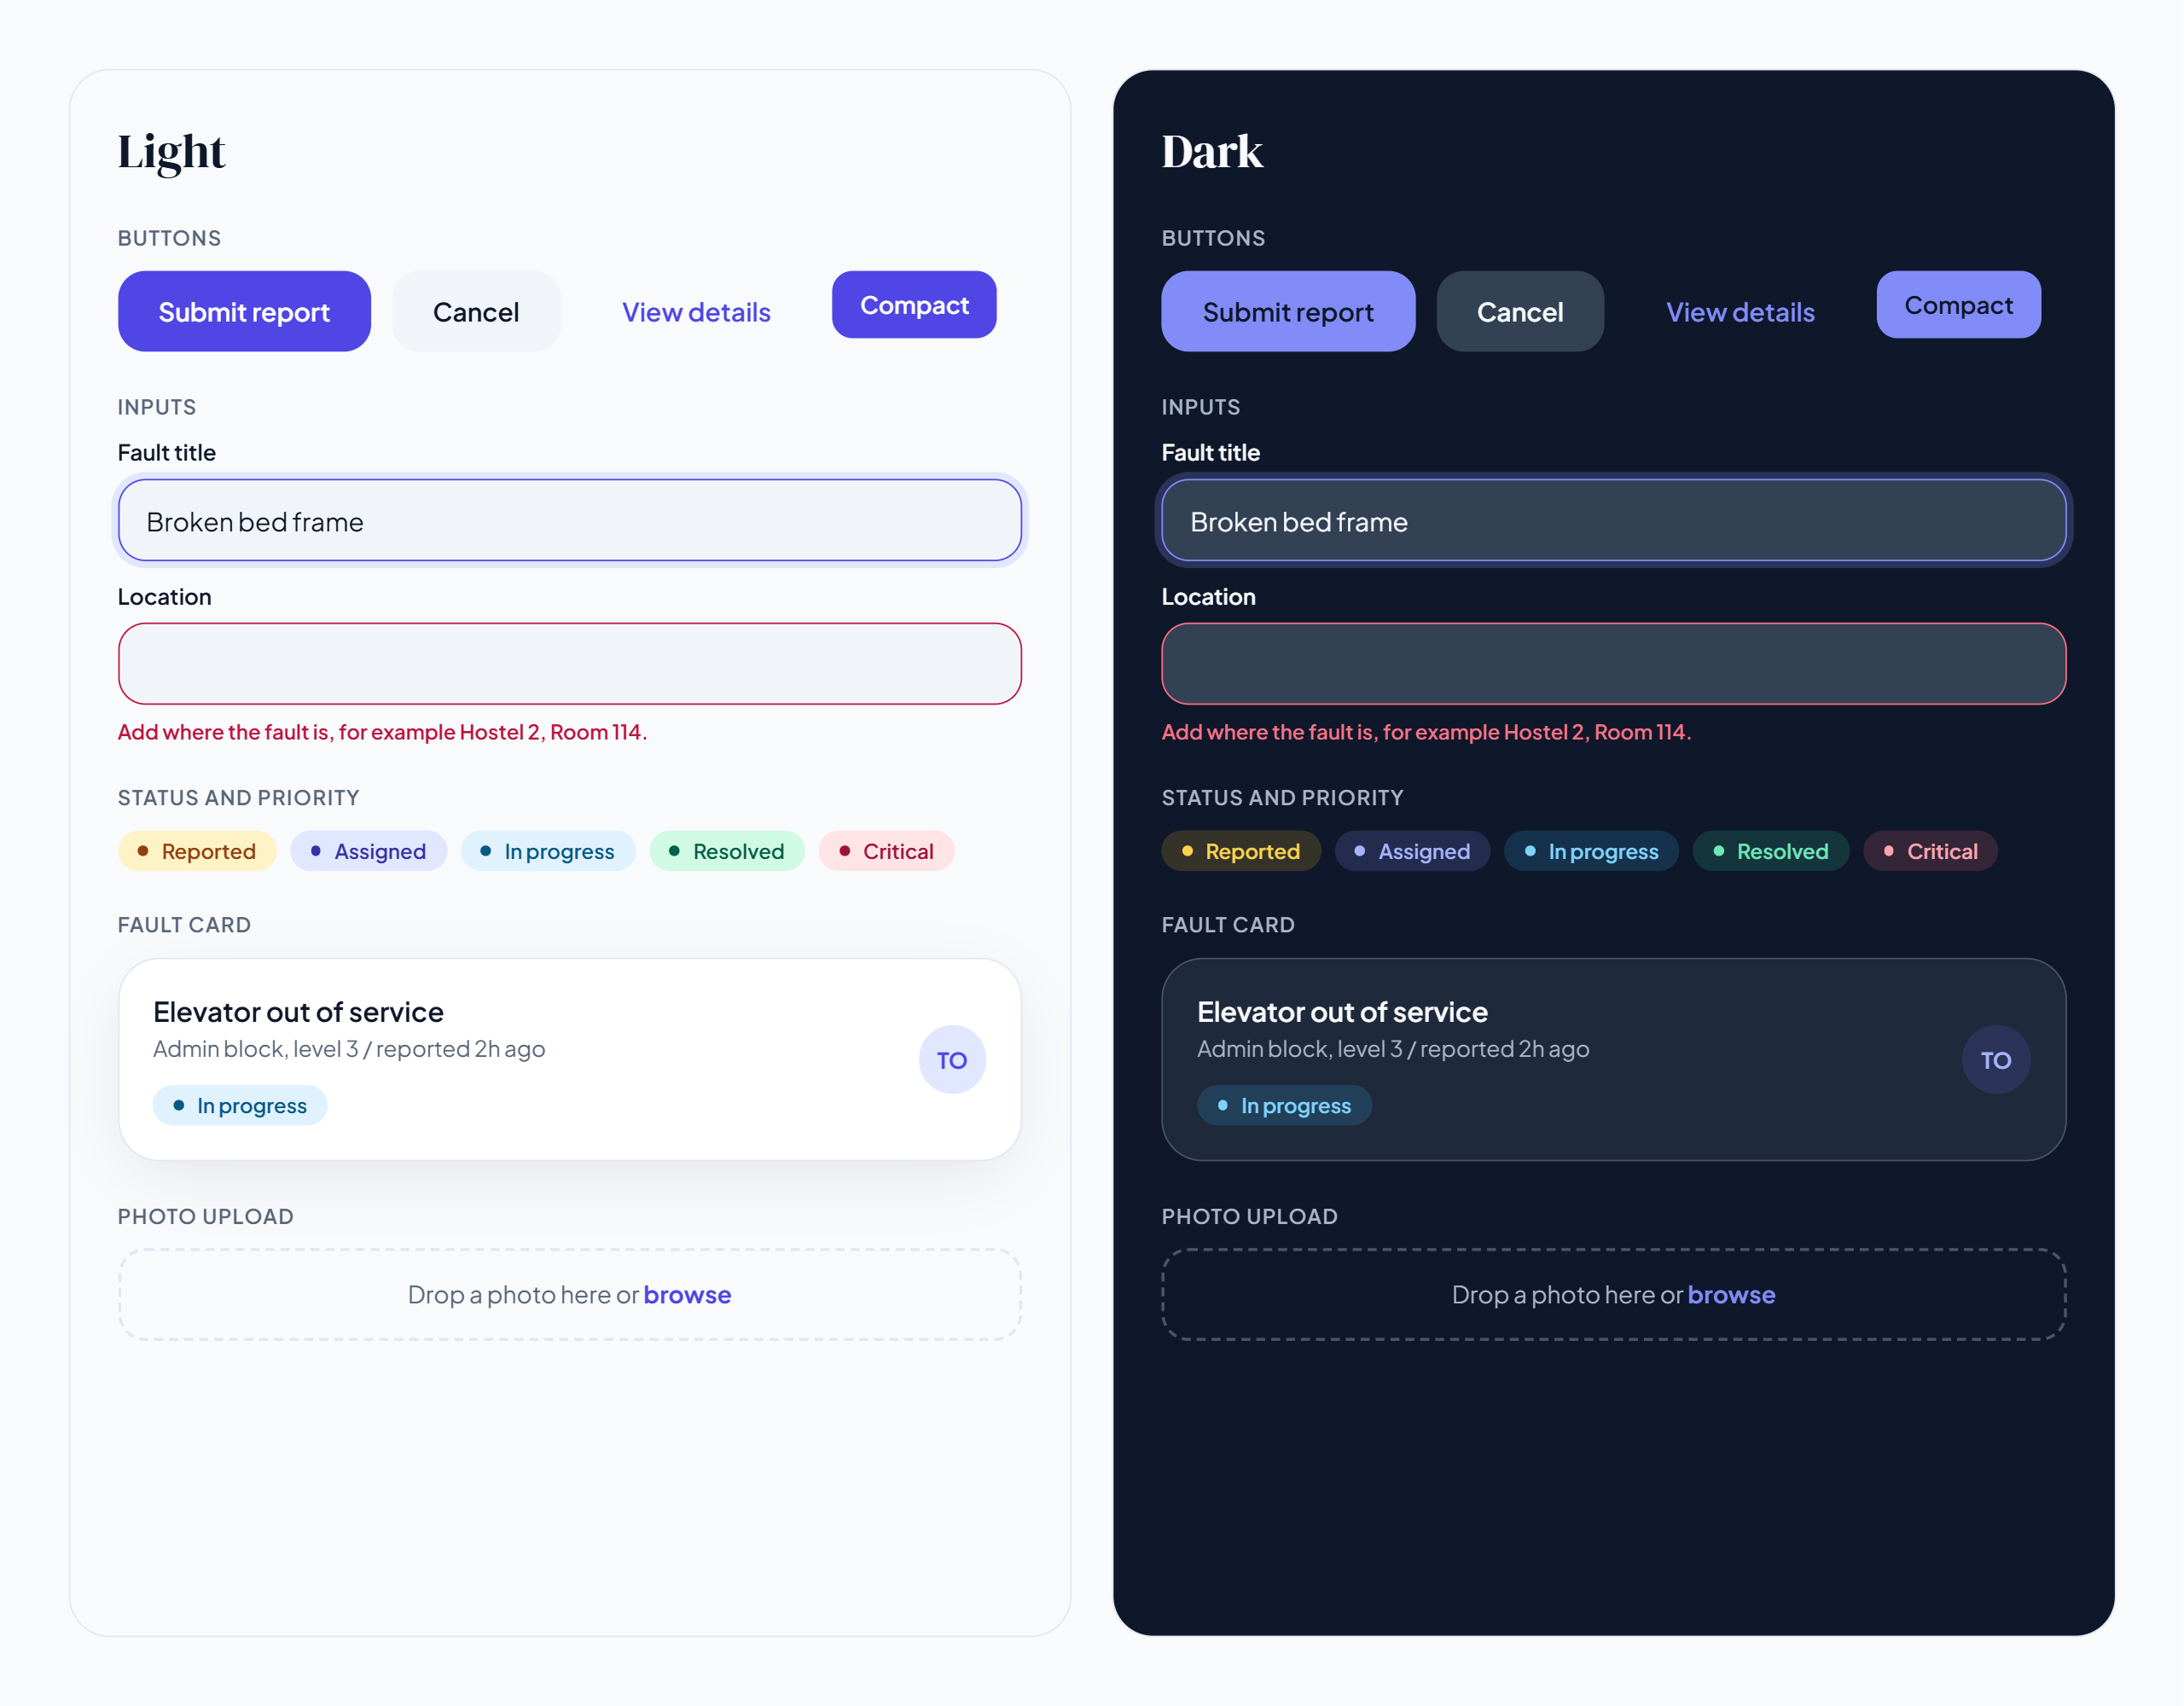 Light
BUTTONS
Submit report
Cancel
View details
Compact
INPUTS
Fault title
Broken bed frame
Location
Add where the fault is, for example Hostel 2, Room 114.
STATUS AND PRIORITY
Reported
Assigned
In progress
Resolved
Critical
FAULT CARD
Elevator out of service
Admin block, level 3 / reported 2h ago
TO
In progress
PHOTO UPLOAD
Drop a photo here or browse
Dark
BUTTONS
Submit report
Cancel
View details
Compact
INPUTS
Fault title
Broken bed frame
Location
Add where the fault is, for example Hostel 2, Room 114.
STATUS AND PRIORITY
Reported
Assigned
In progress
Resolved
Critical
FAULT CARD
Elevator out of service
Admin block, level 3 / reported 2h ago
TO
In progress
PHOTO UPLOAD
Drop a photo here or browse